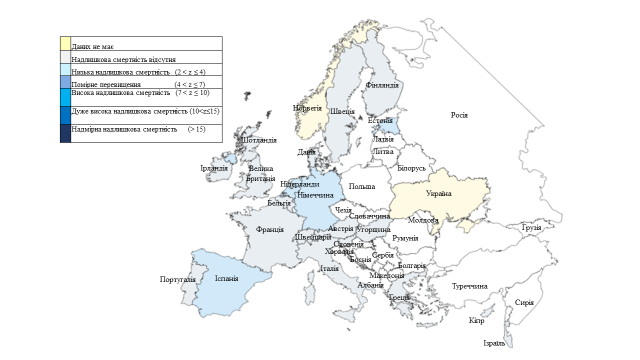 Даних не має
Надлишкова смертність відсутня
Низька надлишкова смертність (2 < z ≤ 4)
Помірне перевищення (4 < z ≤ 7)
Висока надлишкова смертність (7 < z ≤ 10)
Дуже висока надлишкова смертність (10<z≤15)
Надмірна надлишкова смертність (> 15)
Фінляндія
Норвегія
Швеція
Росія
Естонія
Шотландія
Латвія
Данія
Литва
Ірландія
Велика
Британія
Білорусь
Нідерланди
Польща
Німеччина
Україна
Бельгія
Чехія
Словаччина
Молдова
Франція
Австрія
Угорщина
Грузія
Швейцарія
Румунія
Словенія
Хорватія
Сербія
Боснія
Італія
Болгарія
Македонія
Португалія
Іспанія
Албанія
Туреччина
Греція
Сирія
Кіпр
Ізраїль